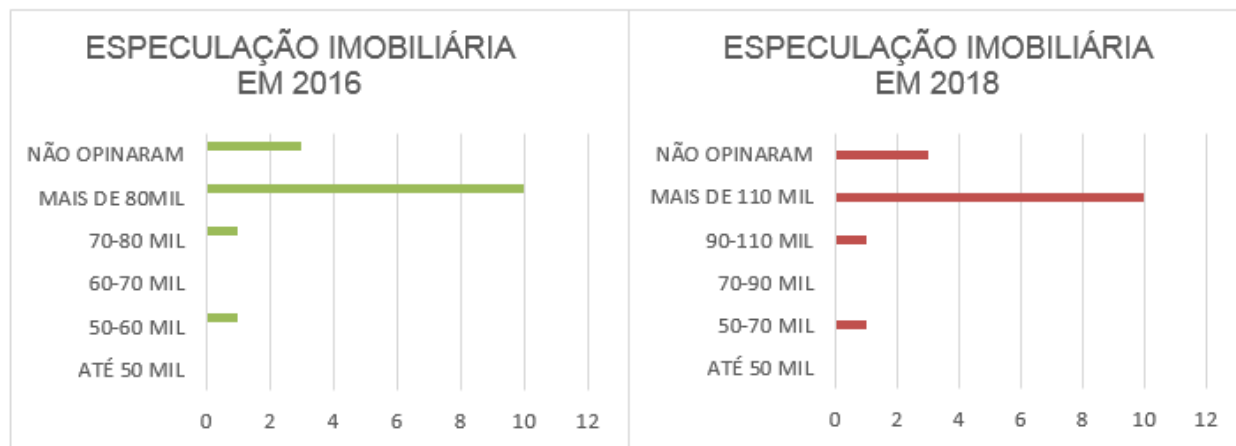 ESPECULAÇÃO IMOBILIÁRIA
EM 2016
NÃO OPINARAM
MAIS DE 80MIL
70-80 MIL
60-70 MIL
50-60 MIL
ATÉ 50 MIL
0 2 4 6 8 10 12
ESPECULAÇÃO IMOBILIÁRIA
EM 2018
NÃO OPINARAM
MAIS DE 110 MIL
90-110 MIL
70-90 MIL
50-70 MIL
ATÉ 50 MIL
0 2 4 6 8 10 12